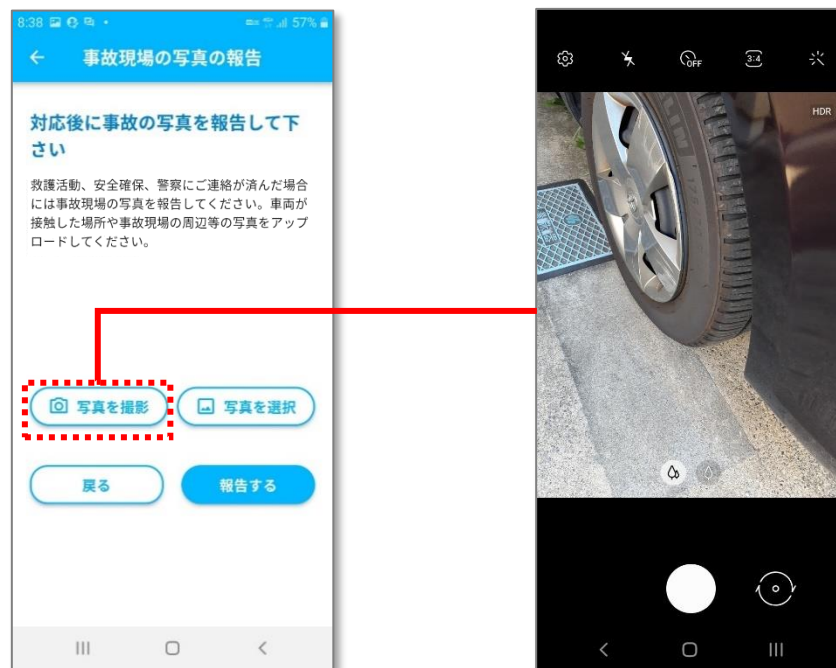 8:38
57%
事故現場の写真の報告
対応後に事故の写真を報告して下
さい
救護活動、安全確保、警察にご連絡が済んだ場合
には事故現場の写真を報告してください。車両が
接触した場所や事故現場の周辺等の写真をアップ
ロードしてください。
写真を撮影
写真を選択
戻る
報告する
OFF
3:4
HDR